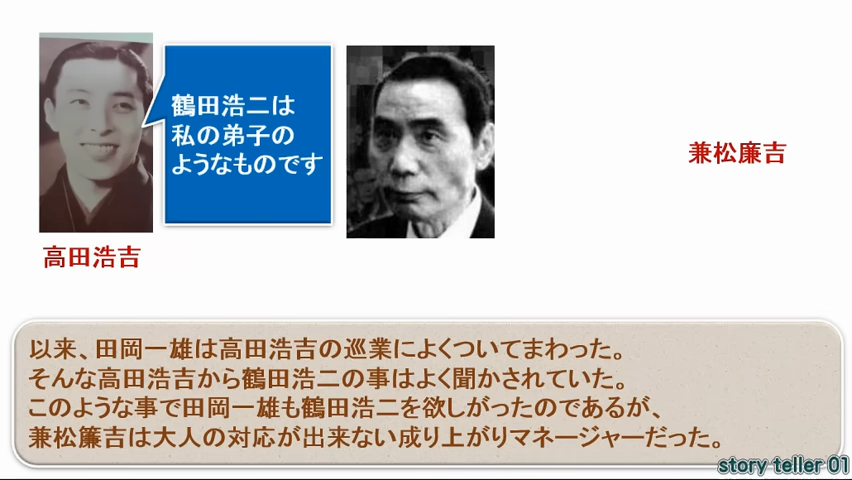 鶴田浩二は
私の弟子の
ようなものです
兼松廉吉
高田浩吉
以来、田岡一雄は高田浩吉の巡業によくついてまわった。
そんな高田浩吉から鶴田浩二の事はよく聞かされていた。
このような事で田岡一雄も鶴田浩二を欲しがったのであるが、
兼松簾吉は大人の対応が出来ない成り上がりマネージャーだった。
story teller 01